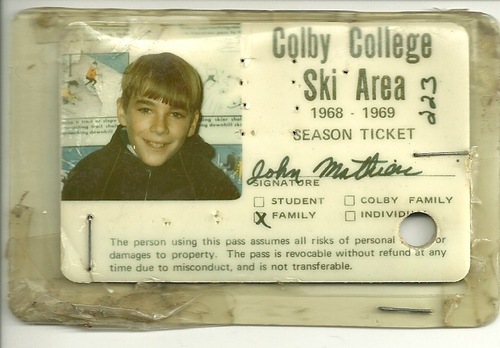 Colby College
Ski Area
1968 - 1969
SEASON TICKET
223
John Mathieu
SIGNATURE
STUDENT
COLBY FAMILY
X FAMILY
The person using this pass assumes all risks of personal or
damages to property. The pass is revocable without refund at any
time due to misconduct, and is not transferable.